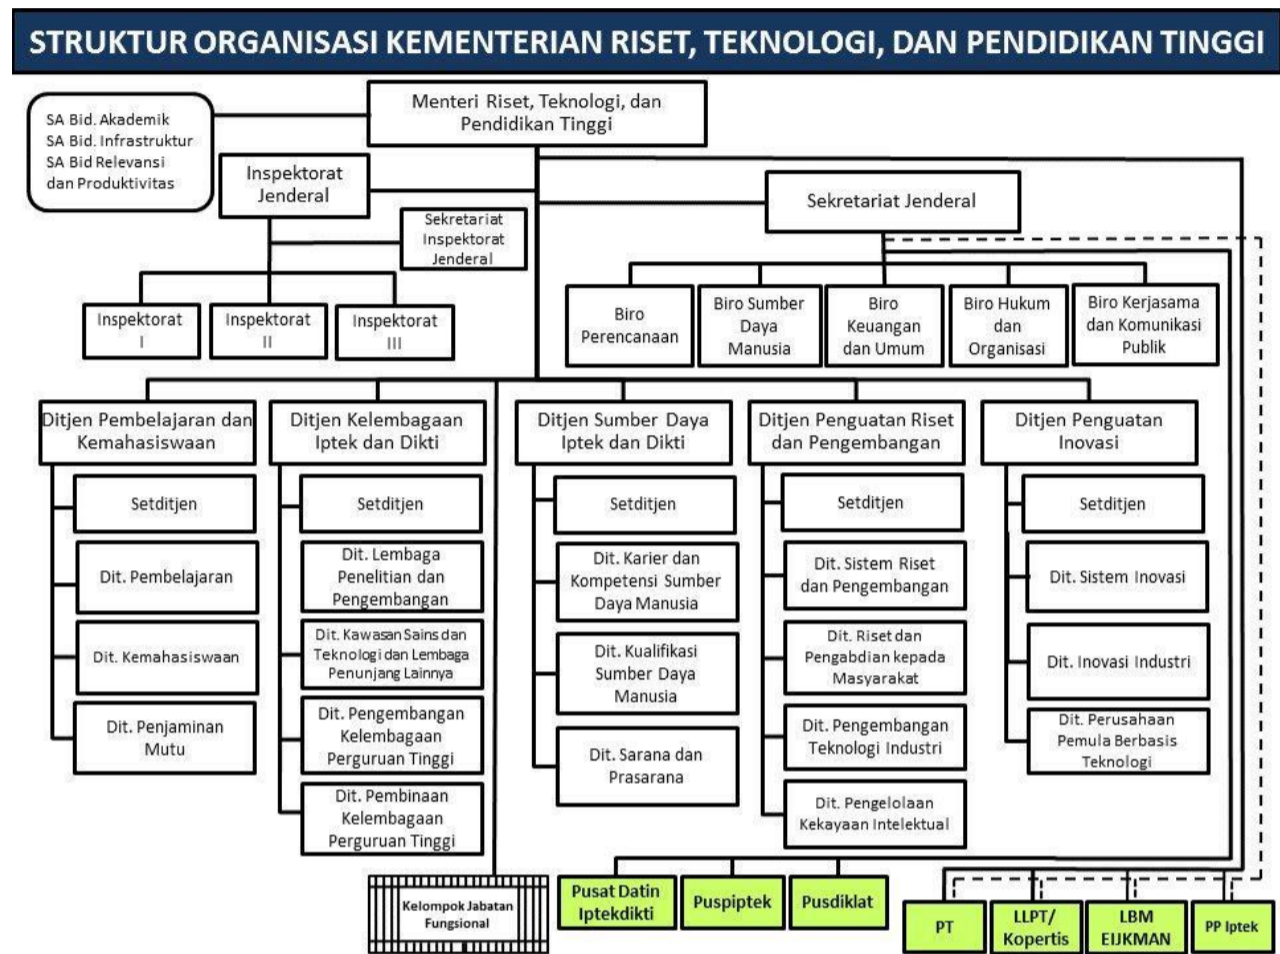 STRUKTUR ORGANISASI KEMENTERIAN RISET, TEKNOLOGI, DAN PENDIDIKAN TINGGI
Menteri Riset, Teknologi, dan
Pendidikan Tinggi
SA Bid. Akademik
SA Bid. Infrastruktur
SA Bid Relevansi
dan Produktivitas
Inspektorat
Jenderal
Sekretariat Jenderal
Sekretariat
Inspektorat
Jenderal
Inspektorat
I
Inspektorat
II
Inspektorat
III
Biro
Perencanaan
Biro Sumber
Daya
Manusia
Biro
Keuangan
dan Umum
Biro Hukum
dan
Organisasi
Biro Kerjasama
dan Komunikasi
Publik
Ditjen Pembelajaran dan
Kemahasiswaan
Setditjen
Dit. Pembelajaran
Dit. Kemahasiswaan
Dit. Penjaminan
Mutu
Ditjen Kelembagaan
Iptek dan Dikti
Setditjen
Dit. Lembaga
Penelitian dan
Pengembangan
Dit. Kawasan Sains dan
Teknologi dan Lembaga
Penunjang Lainnya
Dit. Pengembangan
Kelembagaan
Perguruan Tinggi
Dit. Pembinaan
Kelembagaan
Perguruan Tinggi
Ditjen Sumber Daya
Iptek dan Dikti
Setditjen
Dit. Karier dan
Kompetensi Sumber
Daya Manusia
Dit. Kualifikasi
Sumber Daya
Manusia
Dit. Sarana dan
Prasarana
Ditjen Penguatan Riset
dan Pengembangan
Setditjen
Dit. Sistem Riset
dan Pengembangan
Dit. Riset dan
Pengabdian kepada
Masyarakat
Dit. Pengembangan
Teknologi Industri
Dit. Pengelolaan
Kekayaan Intelektual
Ditjen Penguatan
Inovasi
Setditjen
Dit. Sistem Inovasi
Dit. Inovasi Industri
Dit. Perusahaan
Pemula Berbasis
Teknologi
Kelompok Jabatan
Fungsional
Pusat Datin
Iptekdikti
Puspiptek
Pusdiklat
PT
LLPT/
Kopertis
LBM
EIJKMAN
PP Iptek